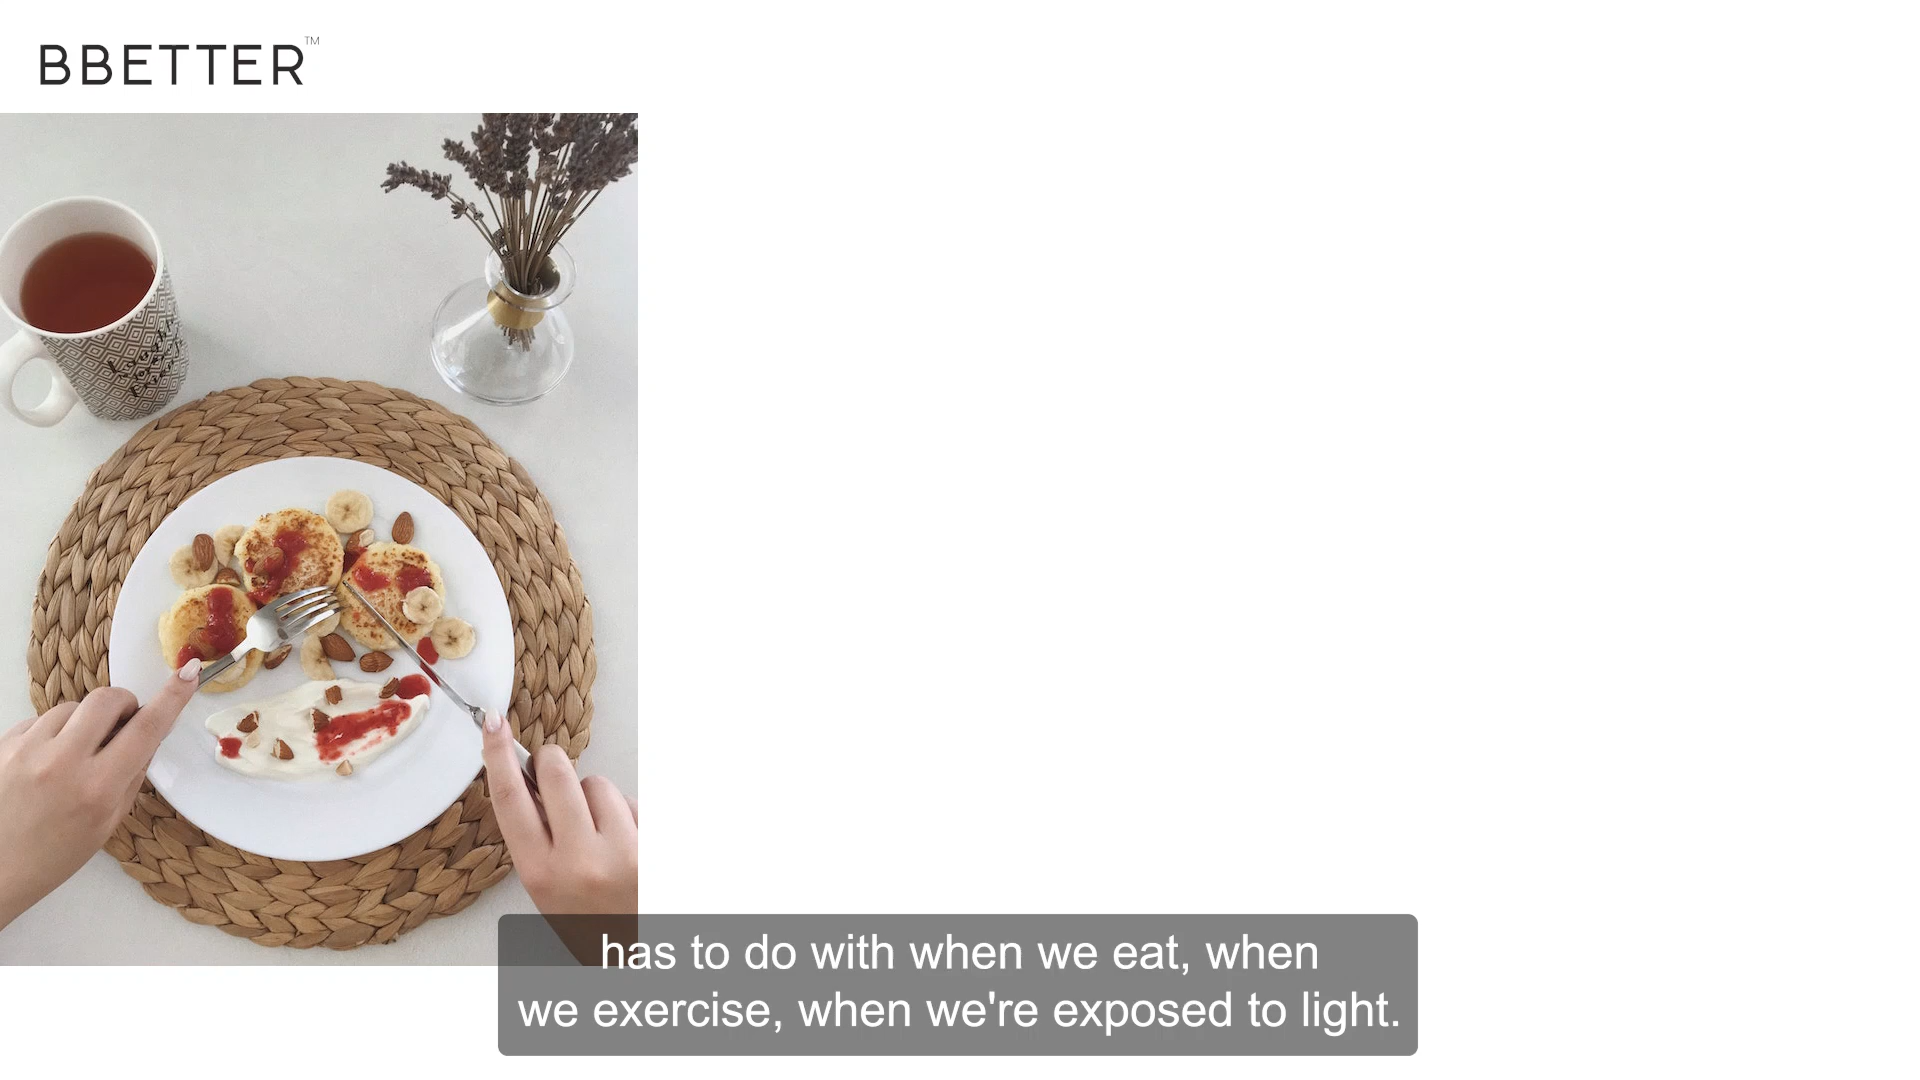 BBETTER™
has to do with when we eat, when
we exercise, when we're exposed to light.